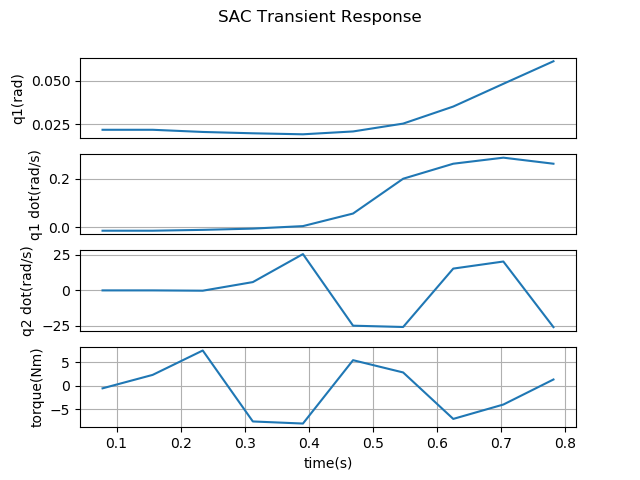 SAC Transient Response
q1(rad)
0.050
0.025
q1 dot(rad/s)
0.2
0.0
q2 dot(rad/s)
25
0
−25
torque(Nm)
5
0
−5
0.1 0.2 0.3 0.4 0.5 0.6 0.7 0.8
time(s)